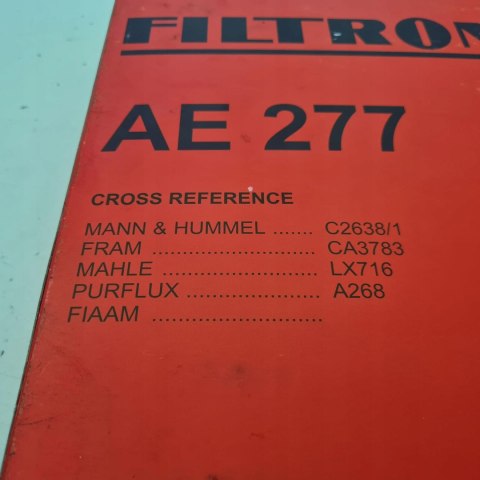 FILTRON
AE 277
CROSS REFERENCE
MANN & HUMMEL ....... C2638/1
FRAM ......................... CA3783
MAHLE ........................ LX716
PURFLUX ..................... A268
FIAAM ..........................